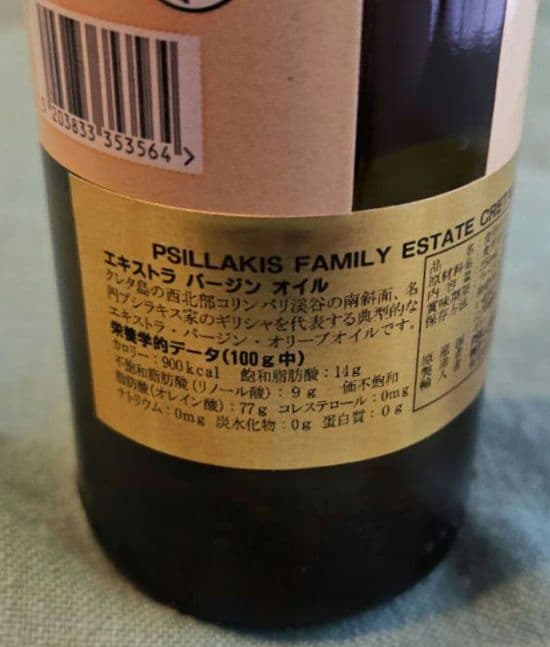 203833 353564 >
PSILLAKIS FAMILY ESTATE CRET
エキストラ バージン オイル
クレタ島の西北部コリンバリ渓谷の南斜面、名
門プシラキス家のギリシャを代表する典型的な
エキストラ・バージン・オリーブオイルです。
栄養学的データ(100g中)
カロリー：900kcal 飽和脂肪酸：14g
不飽和脂肪酸(リノール酸)：9g 価不飽和
脂肪酸(オレイン酸)：77g コレステロール：0mg
ナトリウム：0mg 炭水化物：0g 蛋白質：0g
品
原材料
内容
賞味期
保存方法
原産
製造
輸入